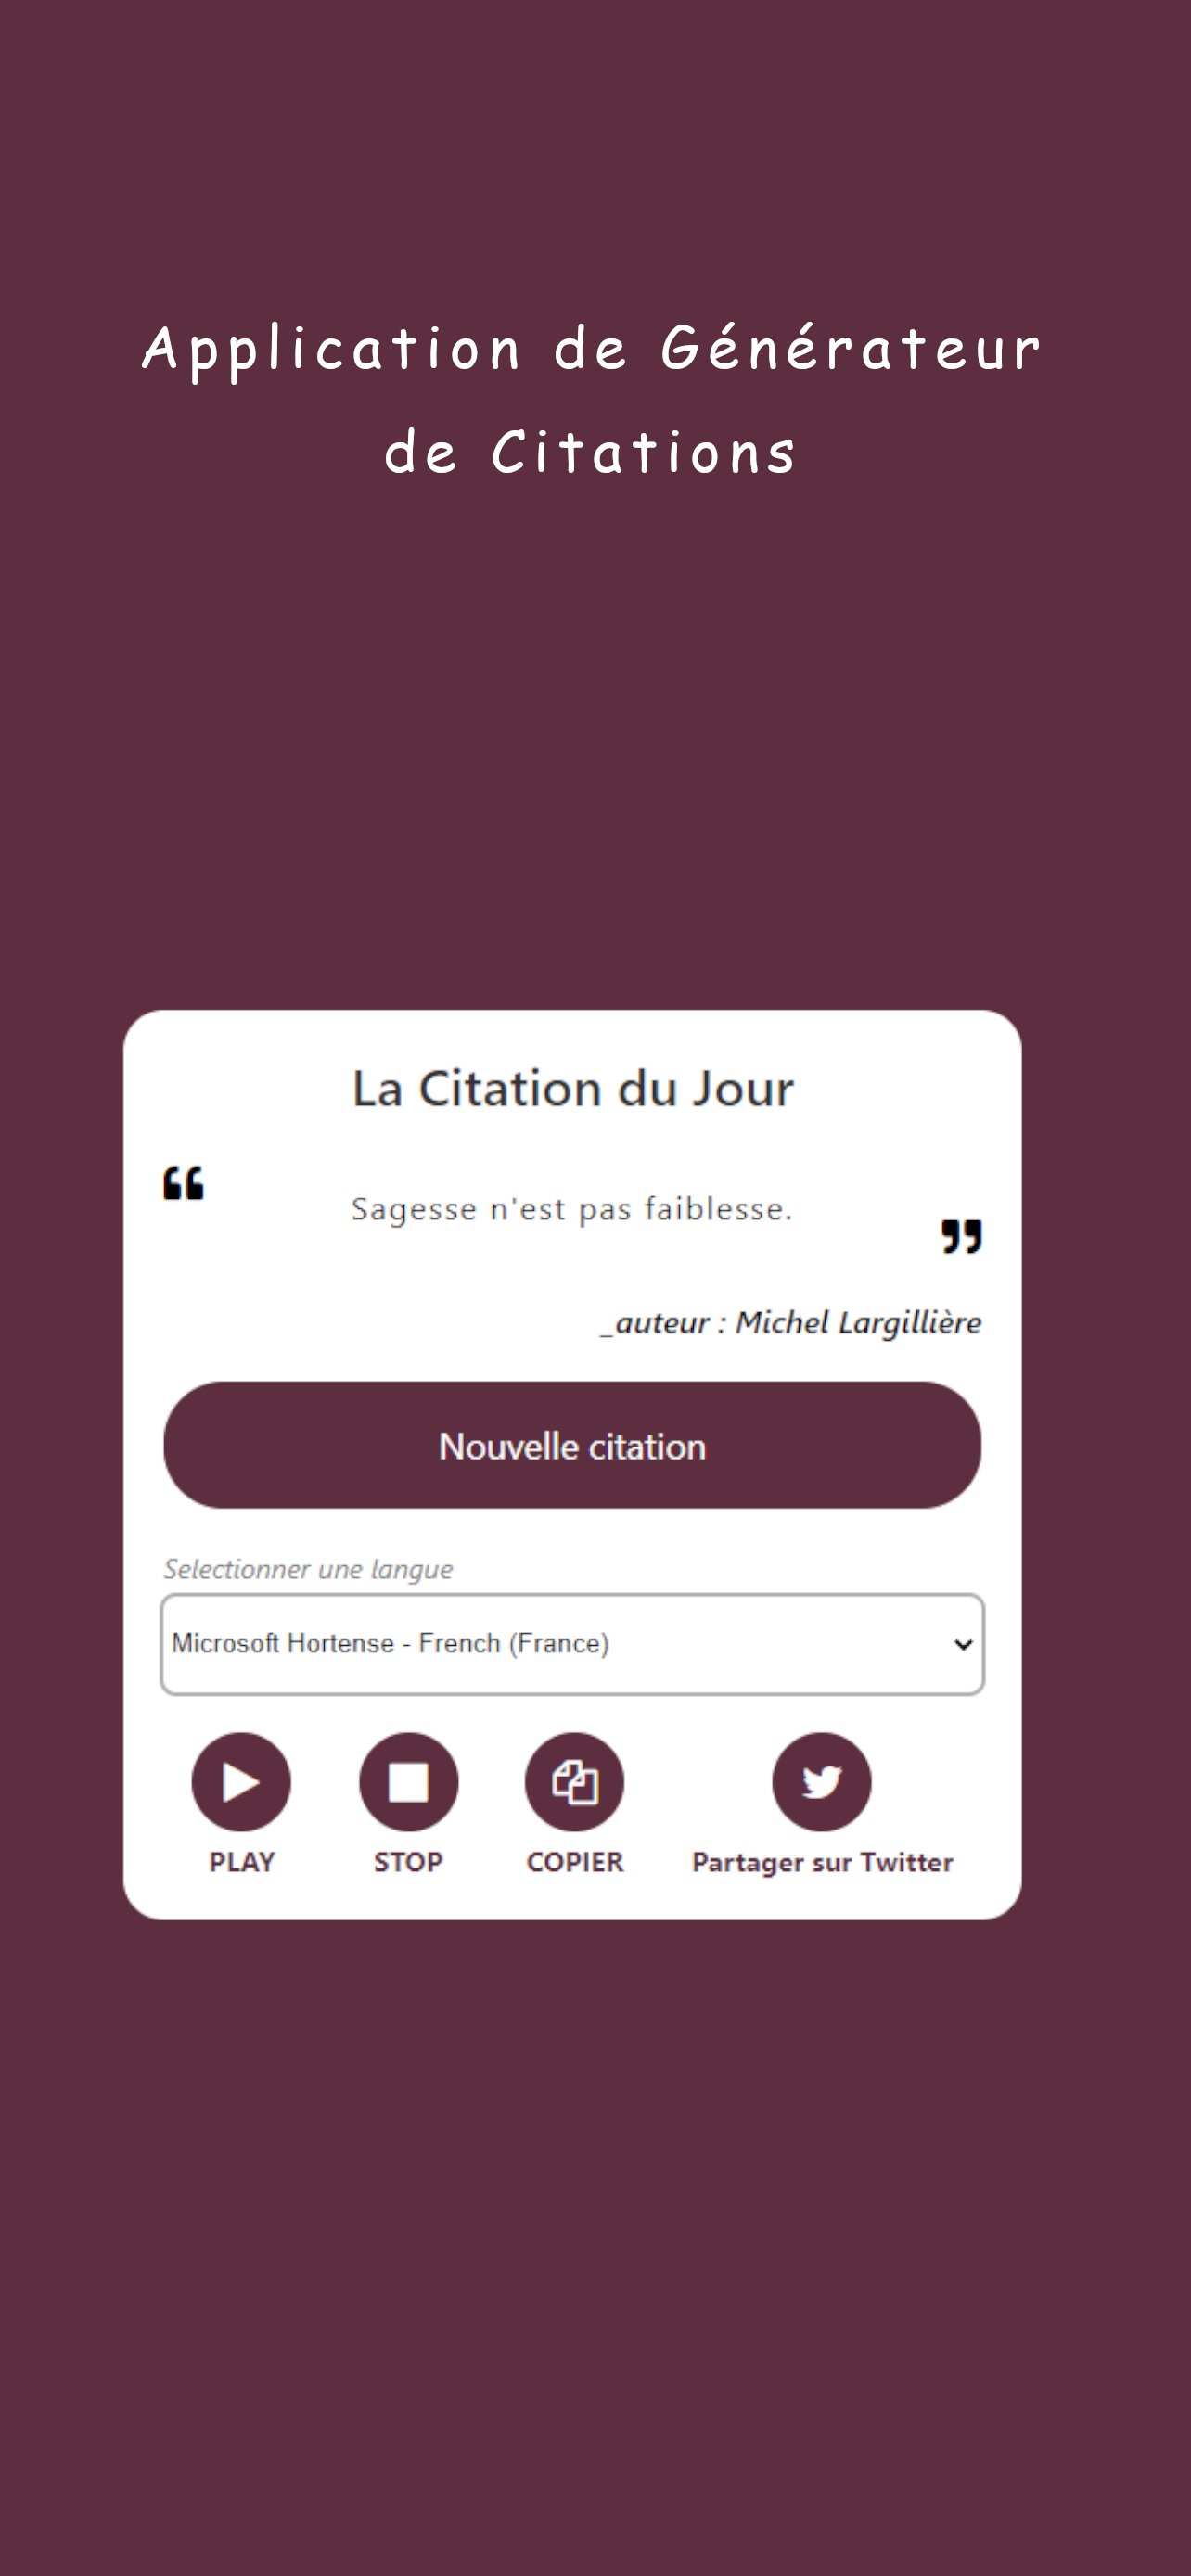 Application de Générateur
de Citations
La Citation du Jour
❝
Sagesse n'est pas faiblesse.
❞
_auteur : Michel Largillière
Nouvelle citation
Selectionner une langue
Microsoft Hortense - French (France)
PLAY STOP COPIER Partager sur Twitter